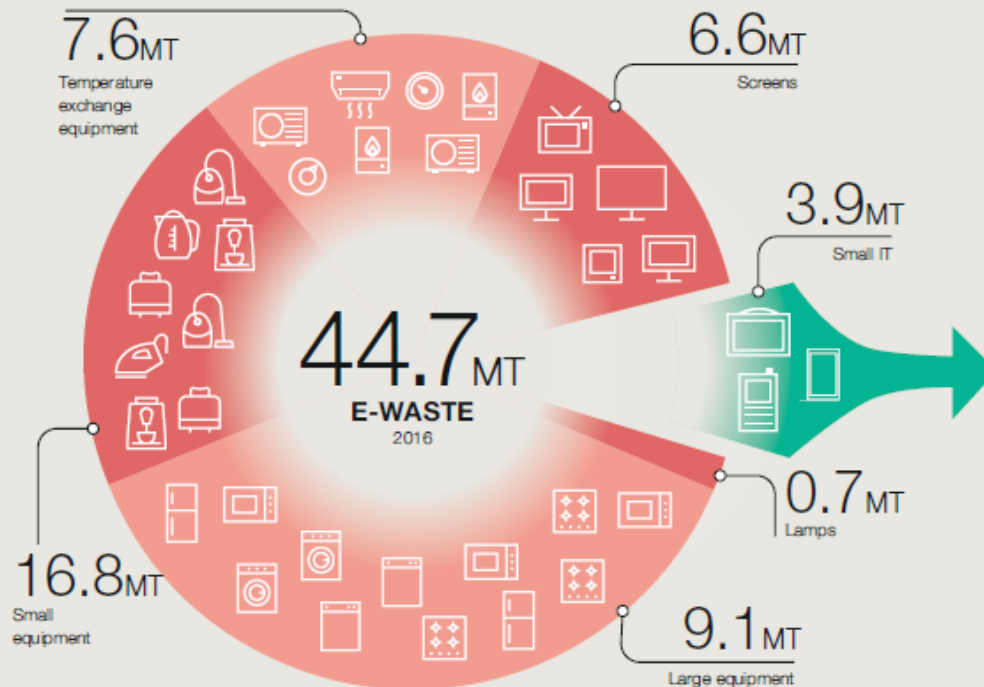 7.6MT
Temperature
exchange
equipment
6.6MT
Screens
3.9MT
Small IT
44.7MT
E-WASTE
2016
0.7MT
Lamps
16.8MT
Small
equipment
9.1MT
Large equipment